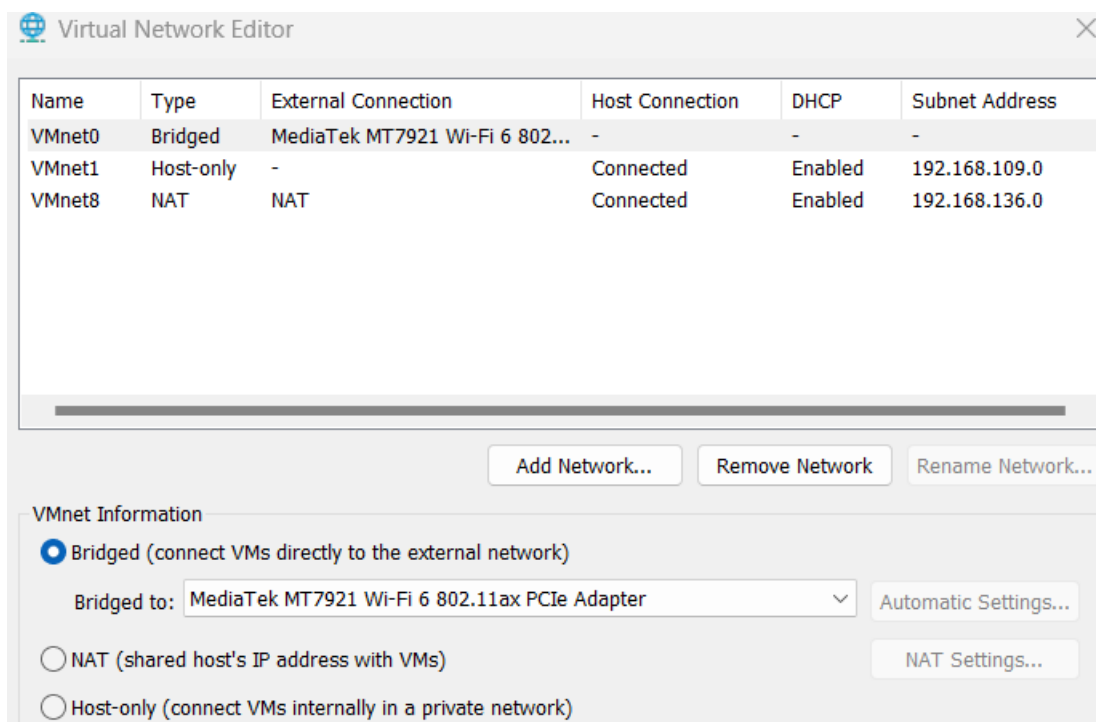 Virtual Network Editor
Name Type External Connection Host Connection DHCP Subnet Address
VMnet0 Bridged MediaTek MT7921 Wi-Fi 6 802... - - -
VMnet1 Host-only - Connected Enabled 192.168.109.0
VMnet8 NAT NAT Connected Enabled 192.168.136.0
Add Network... Remove Network Rename Network...
VMnet Information
Bridged (connect VMs directly to the external network)
Bridged to: MediaTek MT7921 Wi-Fi 6 802.11ax PCIe Adapter Automatic Settings...
NAT (shared host's IP address with VMs) NAT Settings...
Host-only (connect VMs internally in a private network)